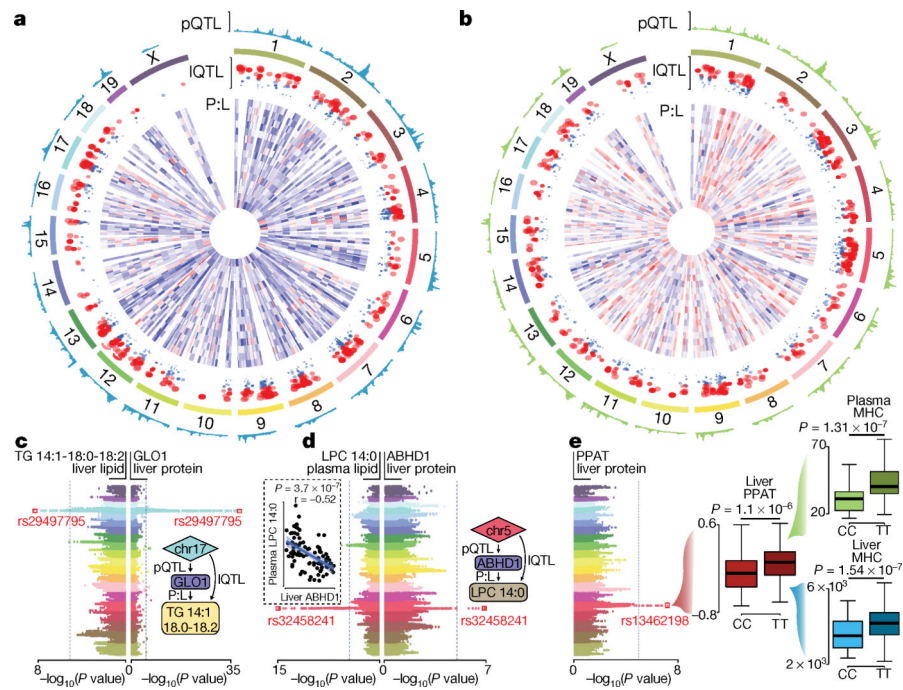 a
pQTL
lQTL
P:L
1
2
3
4
5
6
7
8
9
10
11
12
13
14
15
16
17
18
19
X
b
pQTL
lQTL
P:L
1
2
3
4
5
6
7
8
9
10
11
12
13
14
15
16
17
18
19
X
c
TG 14:1-18:0-18:2
liver lipid
GLO1
liver protein
rs29497795
rs29497795
chr17
pQTL
lQTL
GLO1
P:L
TG 14:1
18:0-18:2
8
0
35
−log10(P value)
−log10(P value)
d
LPC 14:0
plasma lipid
ABHD1
liver protein
P = 3.7 × 10−7
r = −0.52
Plasma LPC 14:0
Liver ABHD1
chr5
pQTL
lQTL
ABHD1
P:L
LPC 14:0
rs32458241
rs32458241
15
0
7
−log10(P value)
−log10(P value)
e
PPAT
liver protein
rs13462198
0
8
−log10(P value)
Liver
PPAT
P = 1.1 × 10−6
0.6
−0.8
CC
TT
Plasma
MHC
P = 1.31 × 10−7
70
20
CC
TT
Liver
MHC
P = 1.54 × 10−7
6 ×103
2 ×103
CC
TT